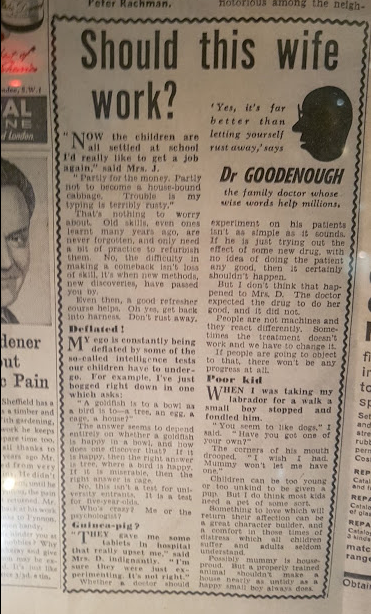 Peter Rachman.
notorious among the neigh-
Should this wife
work?
'Yes, it's far
better than
letting yourself
rust away,' says
Dr GOODENOUGH
the family doctor whose
wise words help millions.
"NOW the children are
all settled at school
I'd really like to get a job
again," said Mrs. J.
"Partly for the money. Partly
not to become a house-bound
cabbage. Trouble is my
typing is terribly rusty."
That's nothing to worry
about. Old skills, even ones
learnt many years ago, are
never forgotten, and only need
a bit of practice to refurbish
them. No, the difficulty in
making a comeback isn't loss
of skill, it's when new methods,
new discoveries, have passed
you by.
Even then, a good refresher
course helps. Oh yes, get back
into harness. Don't rust away.
Deflated!
MY ego is constantly being
deflated by some of the
so-called intelligence tests
our children have to under-
go. For example, I've just
bogged right down in one
which asks:
"A goldfish is to a bowl as
a bird is to—a tree, an egg, a
cage, a house?"
The answer seems to depend
entirely on whether a goldfish
is happy in a bowl, and how
does one discover that? If it
is happy, then the right answer
is tree, where a bird is happy.
If it is miserable, then the
right answer is cage.
No, this isn't a test for uni-
versity entrants. It is a test
for five-year-olds.
Who's crazy? Me or the
psychologist?
Guinea-pig?
"THEY gave me some
tablets in hospital
that really upset me," said
Mrs. D. indignantly. "I'm
sure they were just ex-
perimenting. It's not right."
Whether a doctor should
experiment on his patients
isn't as simple as it sounds.
If he is just trying out the
effect of some new drug, with
no idea of doing the patient
any good, then it certainly
shouldn't happen.
But I don't think that hap-
pened to Mrs. D. The doctor
expected the drug to do her
good, and it did not.
People are not machines and
they react differently. Some-
times the treatment doesn't
work and we have to change it.
If people are going to object
to that, there won't be any
progress at all.
Poor kid
WHEN I was taking my
labrador for a walk a
small boy stopped and
fondled him.
"You seem to like dogs," I
said. "Have you got one of
your own?"
The corners of his mouth
drooped. "I wish I had.
Mummy won't let me have
one."
Children can be too young
or too unkind to be given a
pup. But I do think most kids
need a pet of some sort.
Something to love which will
return their affection can be
a great character builder, and
a comfort in those times of
distress which all children
suffer and adults seldom
understand.
Possibly mummy is house-
proud. But a properly trained
animal shouldn't make a
house nearly as untidy as a
happy small boy always does.